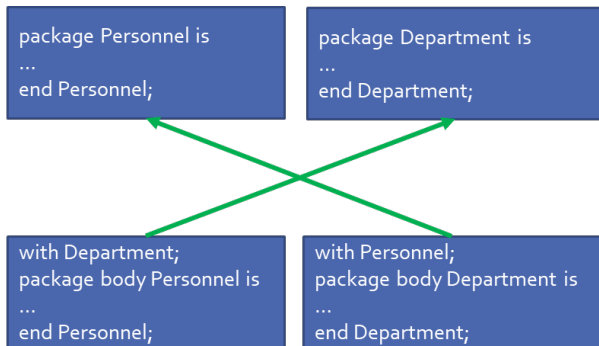 package Personnel is
...
end Personnel;
package Department is
...
end Department;
with Department;
package body Personnel is
...
end Personnel;
with Personnel;
package body Department is
...
end Department;